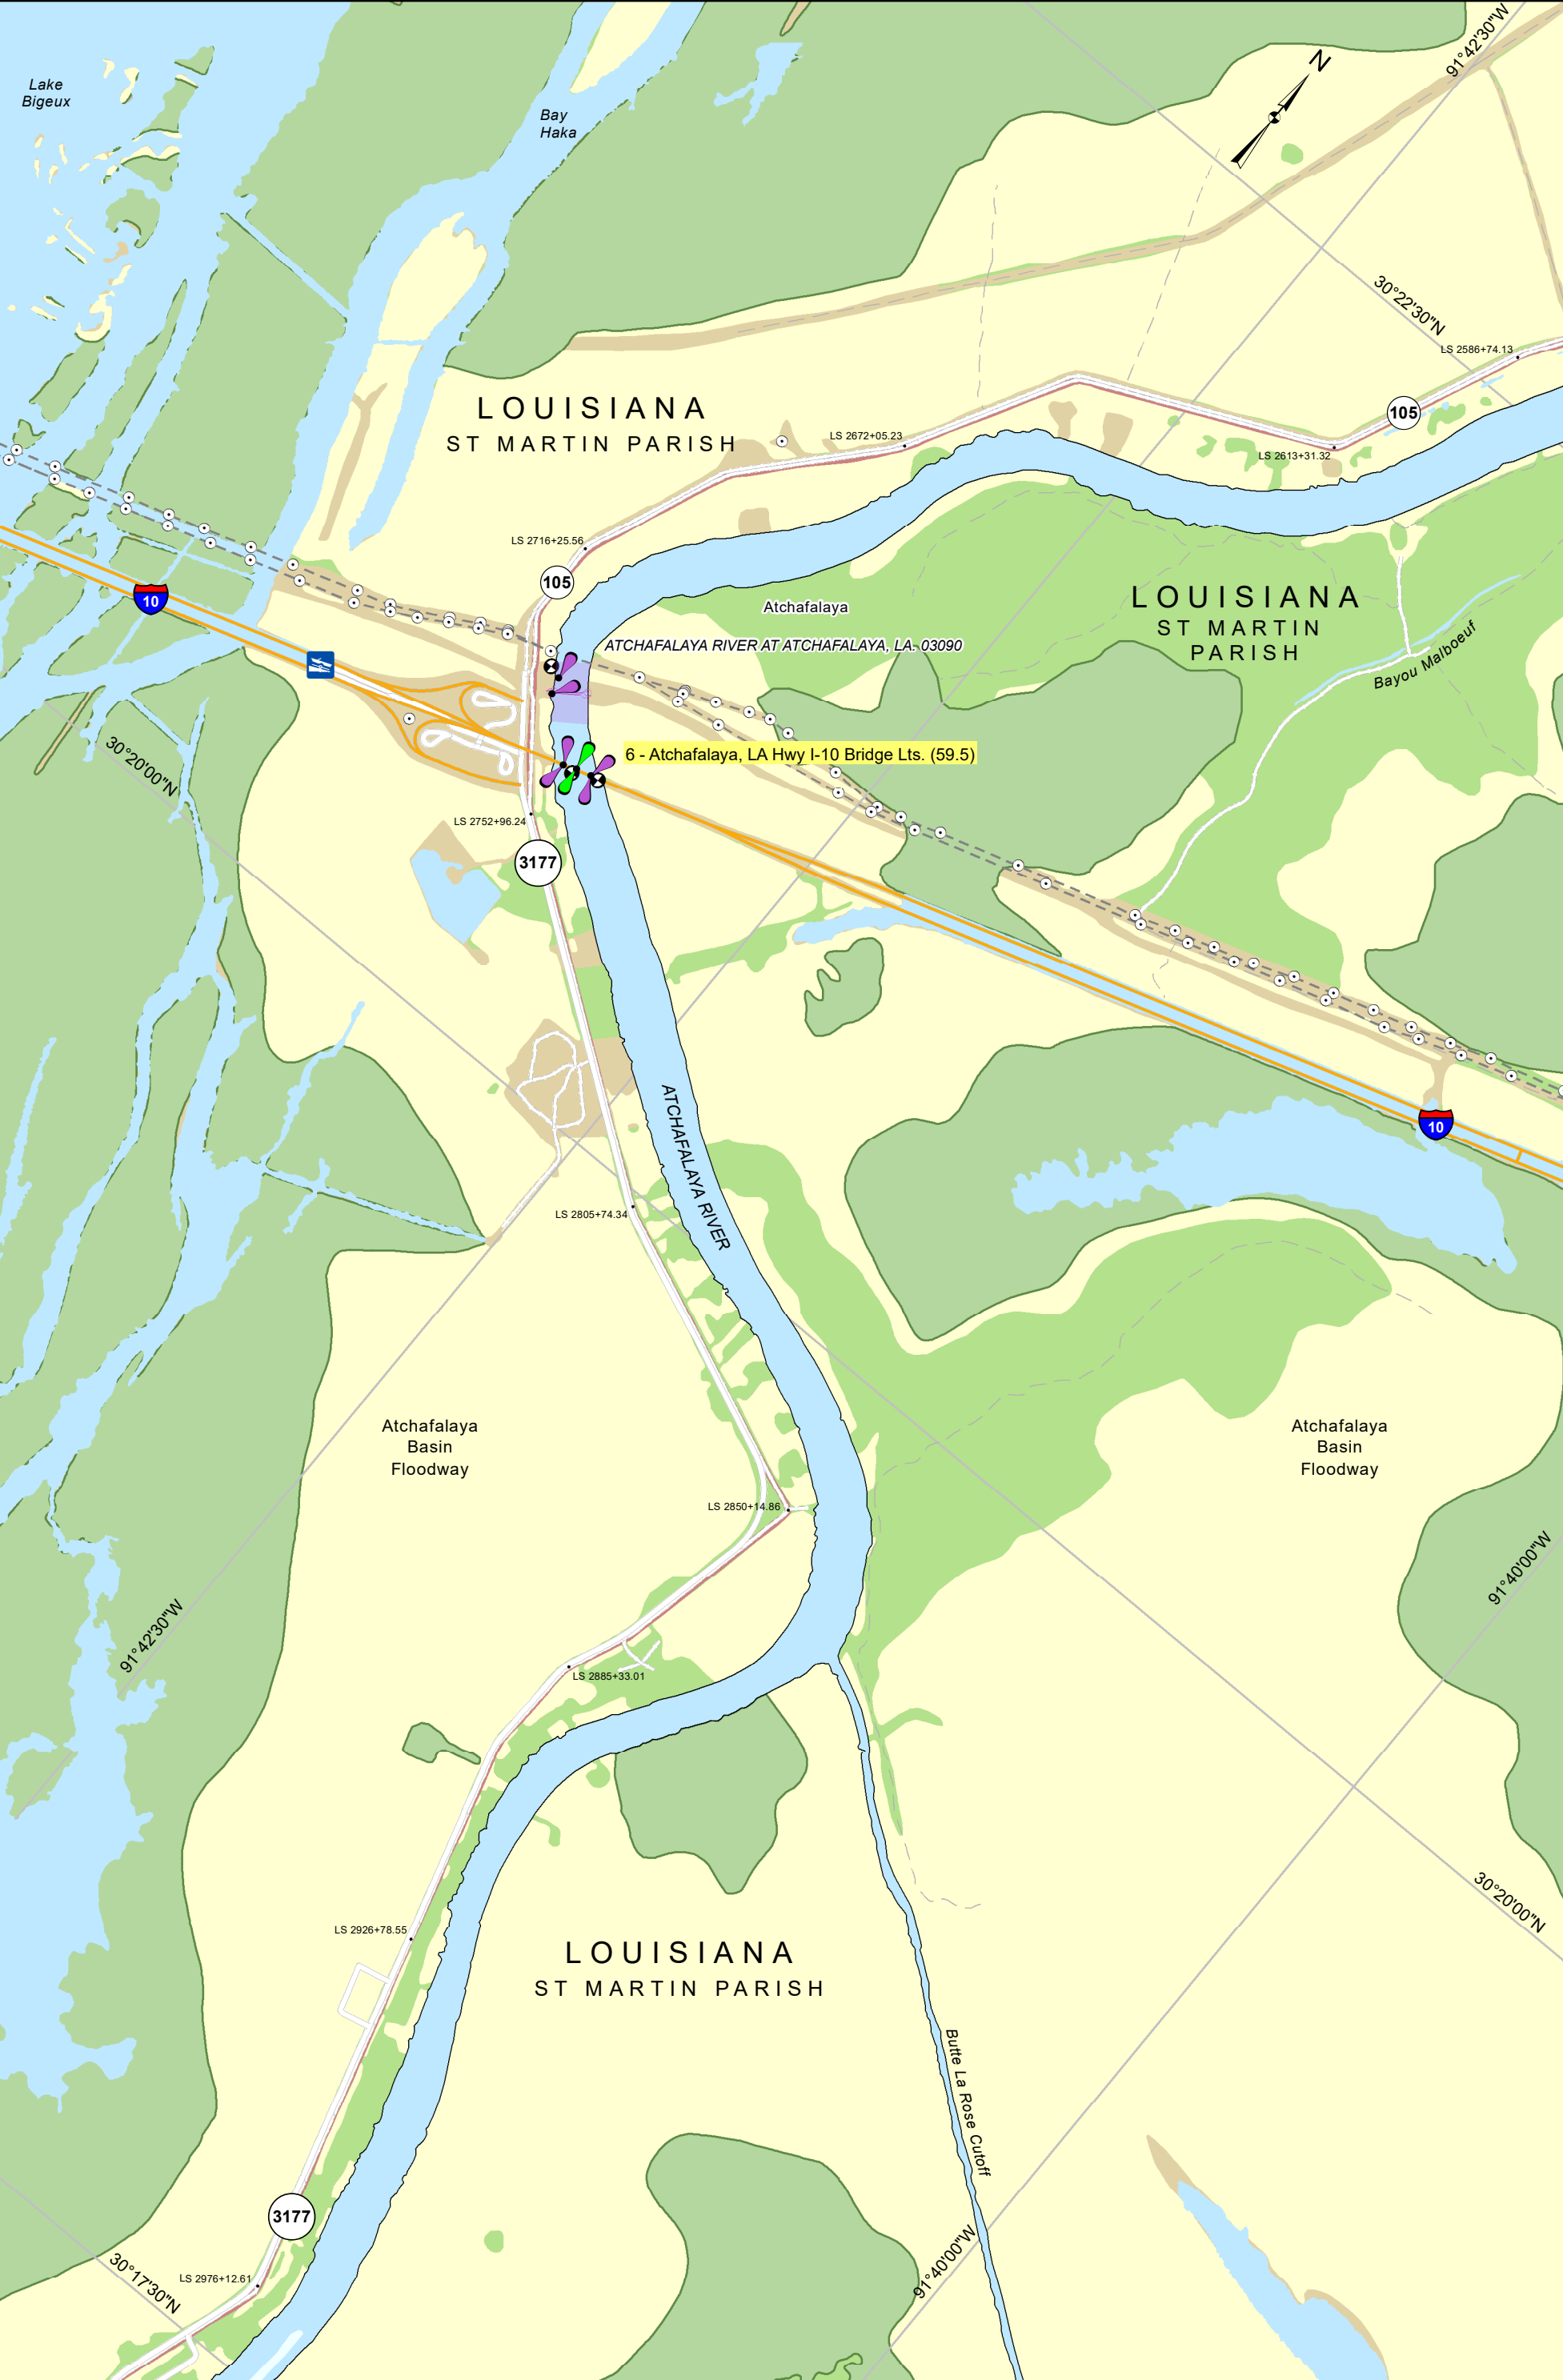 N
91°42'30"W
Lake
Bigeux
Bay
Haka
30°22'30"N
LS 2586+74.13
LOUISIANA
ST MARTIN PARISH
105
LS 2672+05.23
LS 2613+31.32
LS 2716+25.56
105
10
Atchafalaya
LOUISIANA
ST MARTIN
PARISH
ATCHAFALAYA RIVER AT ATCHAFALAYA, LA. 03090
Bayou Malboeuf
30°20'00"N
6 - Atchafalaya, LA Hwy I-10 Bridge Lts. (59.5)
LS 2752+96.24
3177
ATCHAFALAYA RIVER
10
LS 2805+74.34
Atchafalaya
Basin
Floodway
Atchafalaya
Basin
Floodway
LS 2850+14.86
91°40'00"W
91°42'30"W
LS 2885+33.01
30°20'00"N
LS 2926+78.55
LOUISIANA
ST MARTIN PARISH
Butte La Rose Cutoff
3177
91°40'00"W
30°17'30"N
LS 2976+12.61